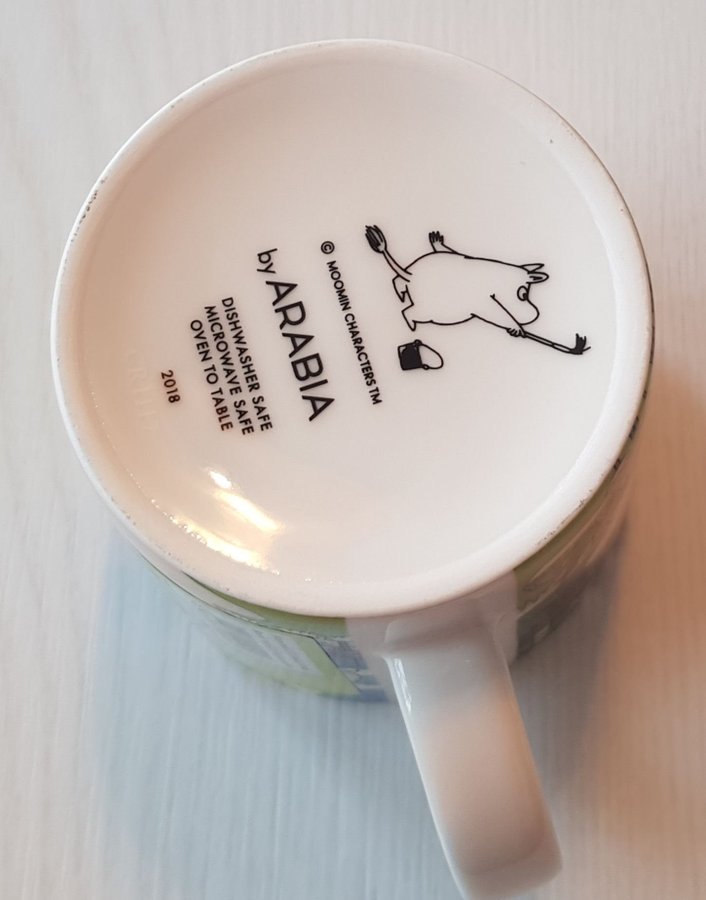 © MOOMIN CHARACTERS TM
by ARABIA
DISHWASHER SAFE
MICROWAVE SAFE
OVEN TO TABLE
2018